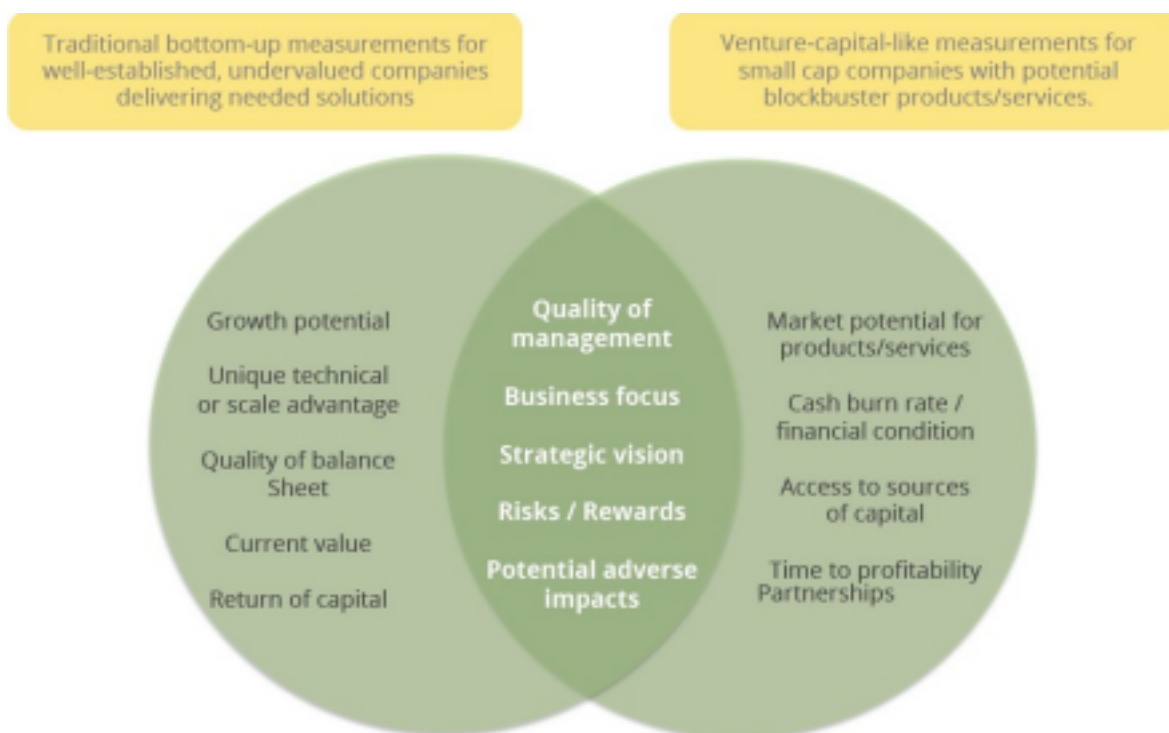 Traditional bottom-up measurements for
well-established, undervalued companies
delivering needed solutions
Venture-capital-like measurements for
small cap companies with potential
blockbuster products/services.
Growth potential
Unique technical
or scale advantage
Quality of balance
Sheet
Current value
Return of capital
Quality of
management
Business focus
Strategic vision
Risks / Rewards
Potential adverse
impacts
Market potential for
products/services
Cash burn rate /
financial condition
Access to sources
of capital
Time to profitability
Partnerships